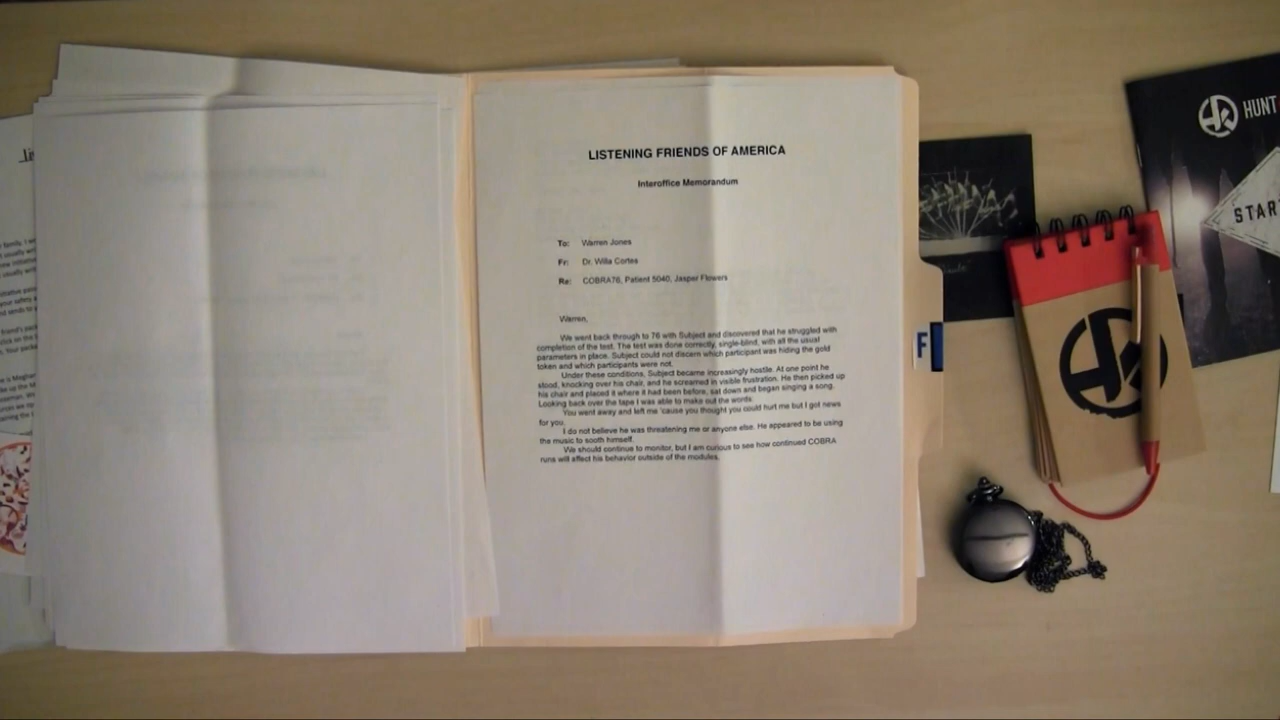 LISTENING FRIENDS OF AMERICA
Interoffice Memorandum
To: Warren Jones
Fr: Dr. Willa Cortes
Re: COBRA76, Patient 5040, Jasper Flowers
Warren,
We went back through to 76 with Subject and discovered that he struggled with
completion of the test. The test was done correctly, single-blind, with all the usual
parameters in place. Subject could not discern which participant was hiding the gold
token and which participants were not.
Under these conditions, Subject became increasingly hostile. At one point he
stood, knocking over his chair, and he screamed in visible frustration. He then picked up
his chair and placed it where it had been before, sat down and began singing a song.
Looking back over the tape I was able to make out the words:
You went away and left me 'cause you thought you could hurt me but I got news
for you.
I do not believe he was threatening me or anyone else. He appeared to be using
the music to sooth himself.
We should continue to monitor, but I am curious to see how continued COBRA
runs will effect his behavior outside of the modules.
F
HUNT
START